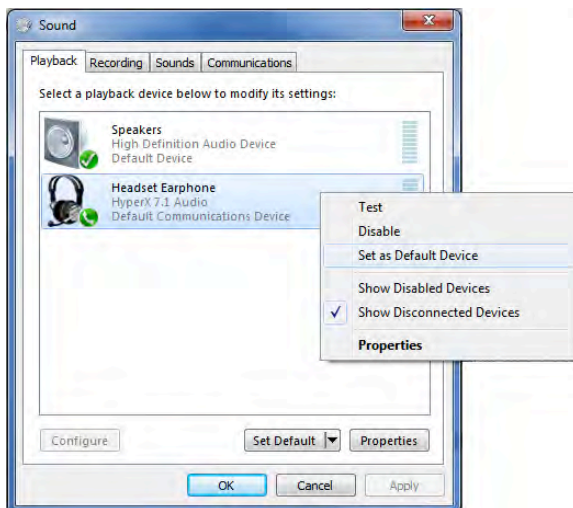 Sound
Playback Recording Sounds Communications
Select a playback device below to modify its settings:
Speakers
High Definition Audio Device
Default Device
Headset Earphone
HyperX 7.1 Audio
Default Communications Device
Test
Disable
Set as Default Device
Show Disabled Devices
Show Disconnected Devices
Properties
Configure Set Default Properties
OK Cancel Apply